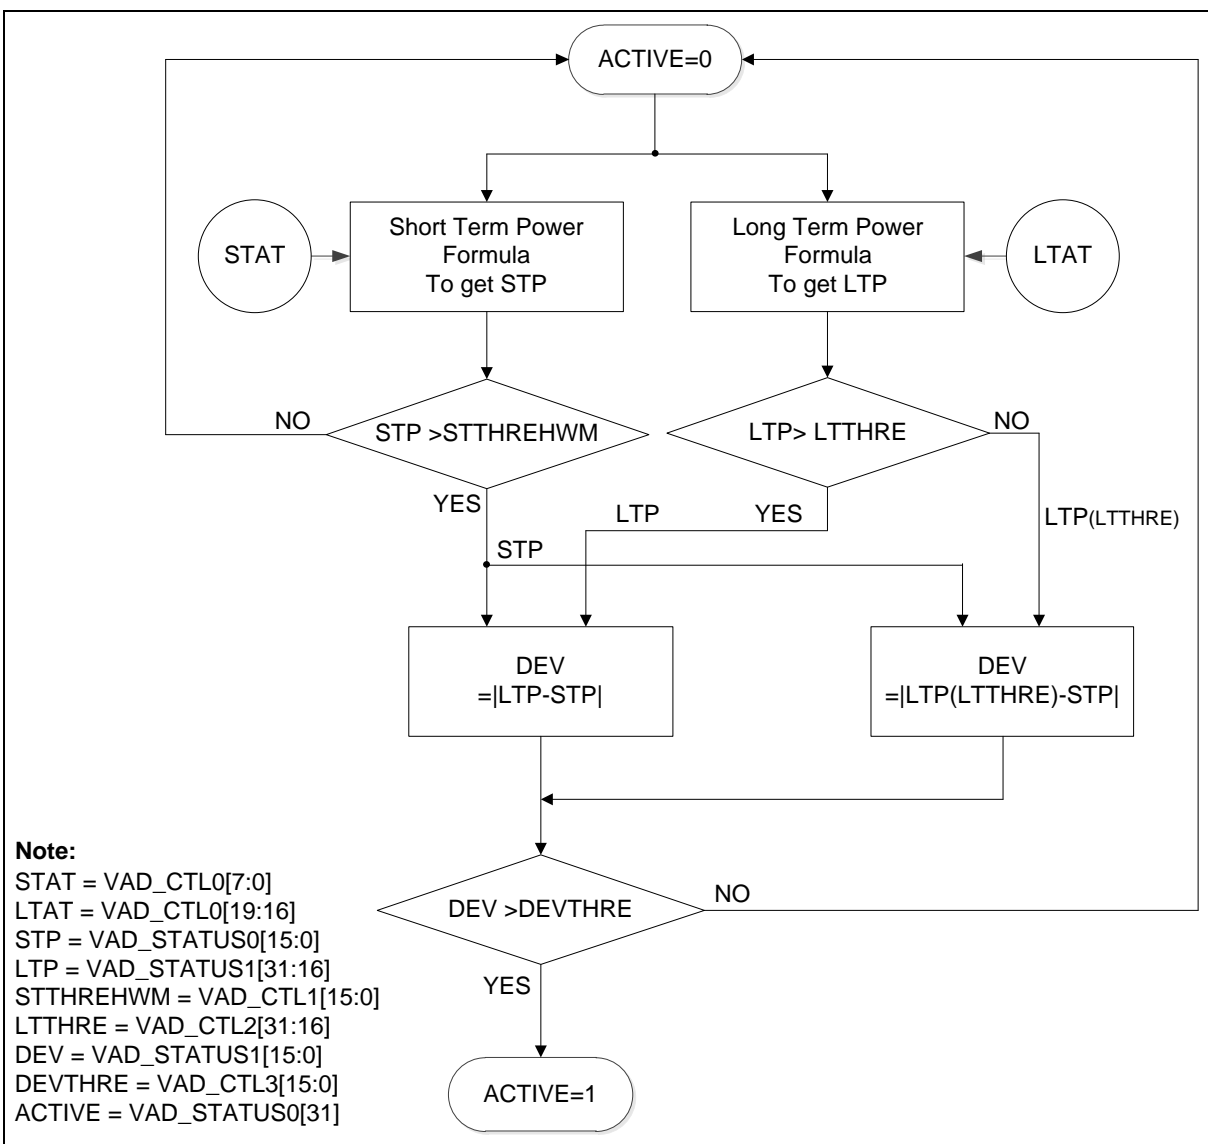 ACTIVE=0
STAT
Short Term Power
Formula
To get STP
Long Term Power
Formula
To get LTP
LTAT
NO
STP >STTHREHWM
LTP> LTTHRE
NO
YES
LTP
YES
LTP(LTTHRE)
STP
DEV
=|LTP-STP|
DEV
=|LTP(LTTHRE)-STP|
DEV >DEVTHRE
NO
YES
ACTIVE=1
Note:
STAT = VAD_CTL0[7:0]
LTAT = VAD_CTL0[19:16]
STP = VAD_STATUS0[15:0]
LTP = VAD_STATUS1[31:16]
STTHREHWM = VAD_CTL1[15:0]
LTTHRE = VAD_CTL2[31:16]
DEV = VAD_STATUS1[15:0]
DEVTHRE = VAD_CTL3[15:0]
ACTIVE = VAD_STATUS0[31]